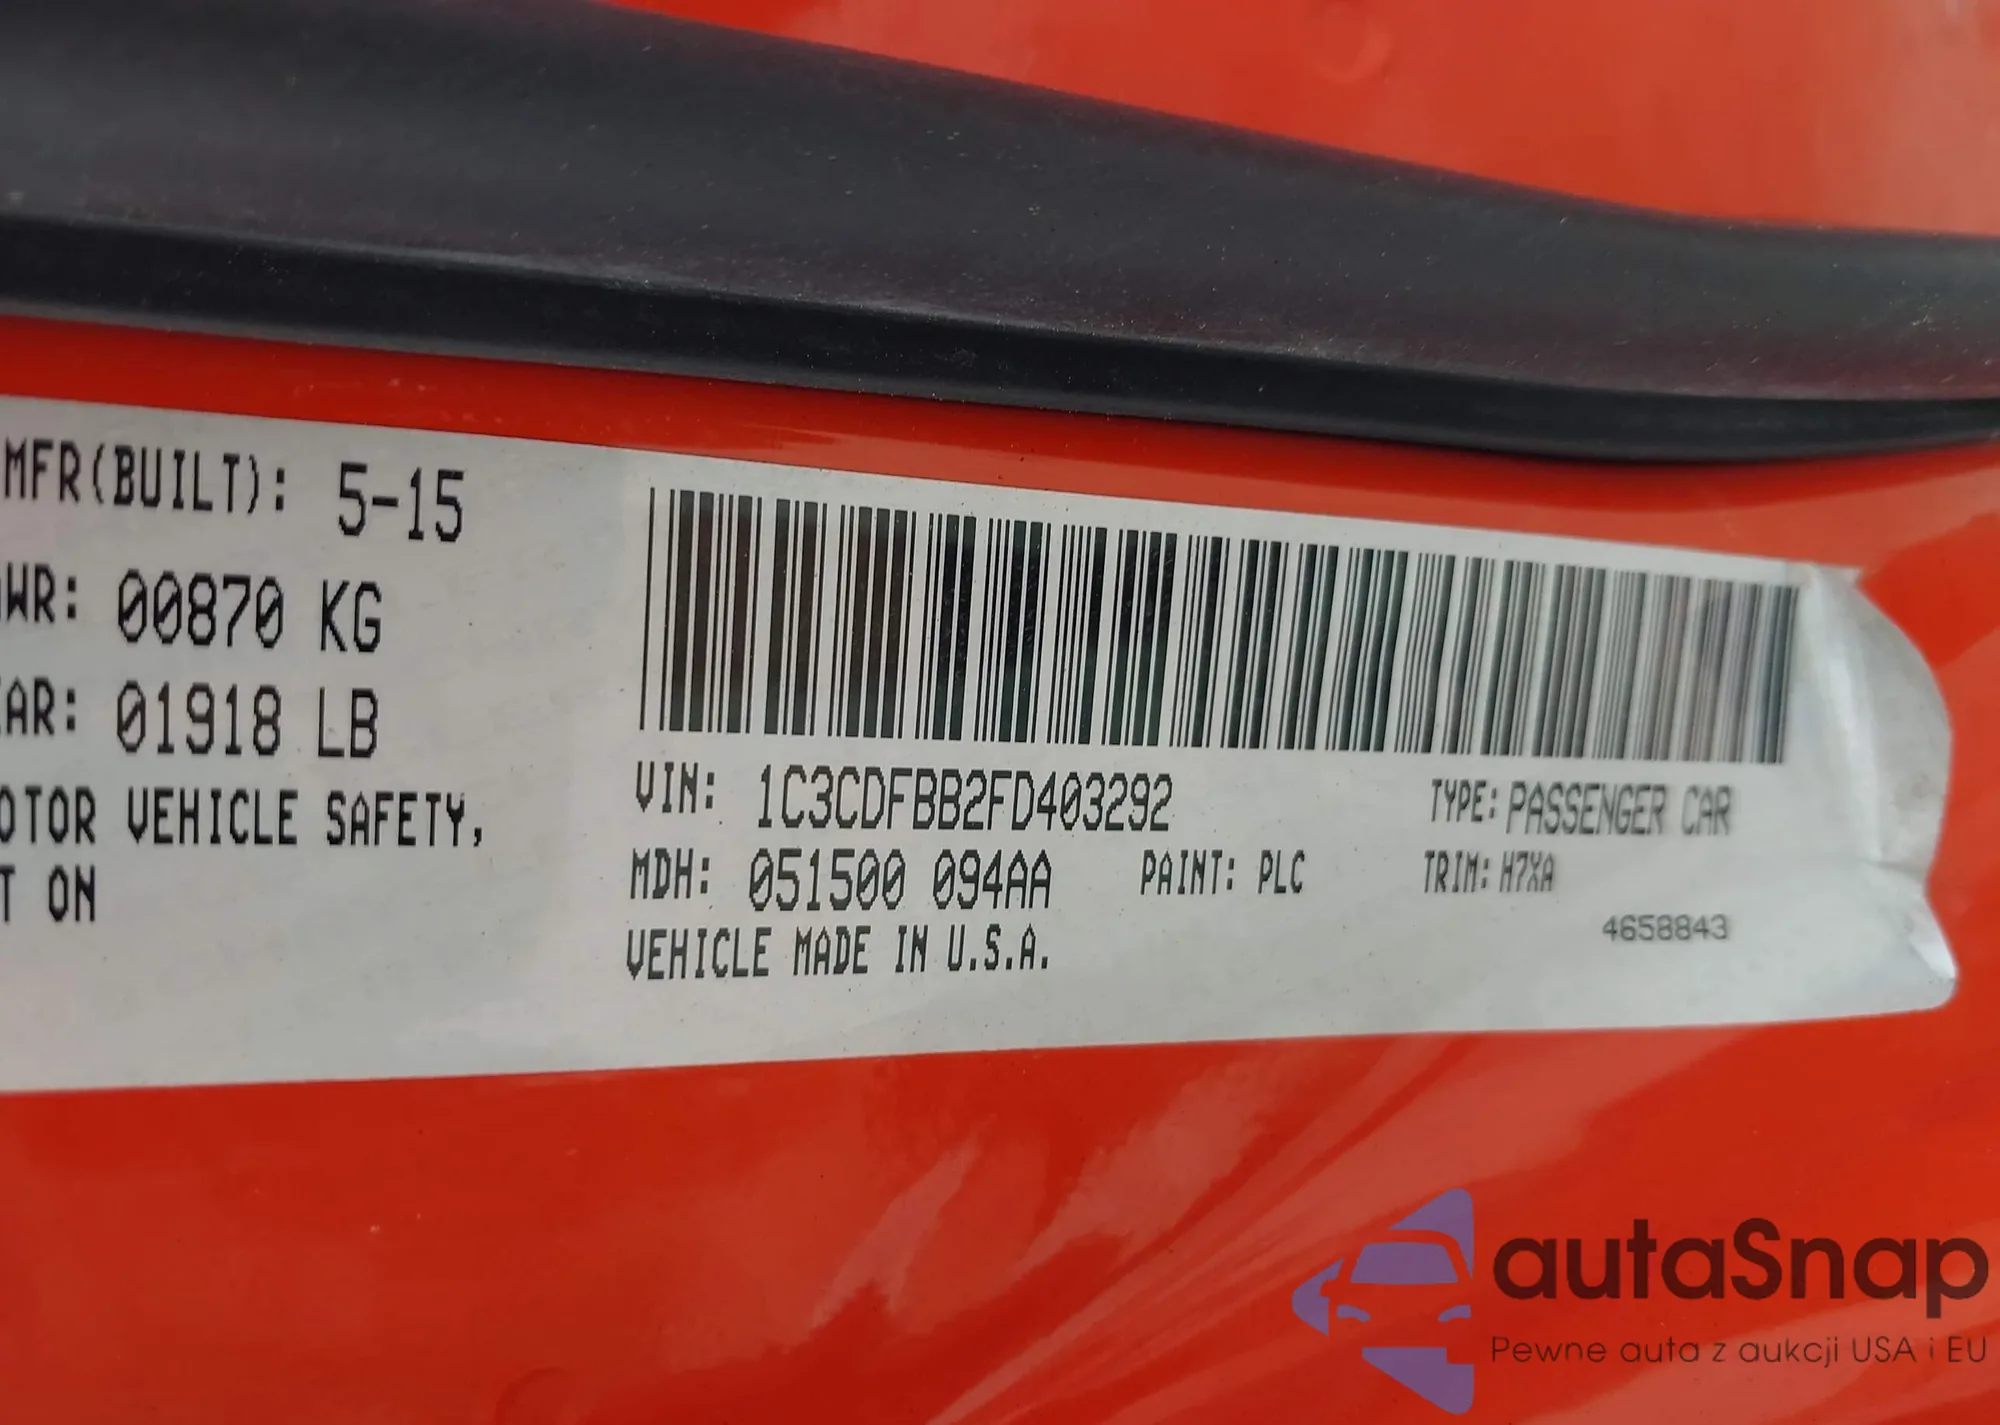 MFR(BUILT): 5-15
WR: 00870 KG
AR: 01918 LB
OTOR VEHICLE SAFETY,
T ON
VIN: 1C3CDFBB2FD403292 TYPE: PASSENGER CAR
MDH: 051500 094AA PAINT: PLC TRIM: H7XA
VEHICLE MADE IN U.S.A. 4658843
autaSnap
Pewne auta z aukcji USA i EU